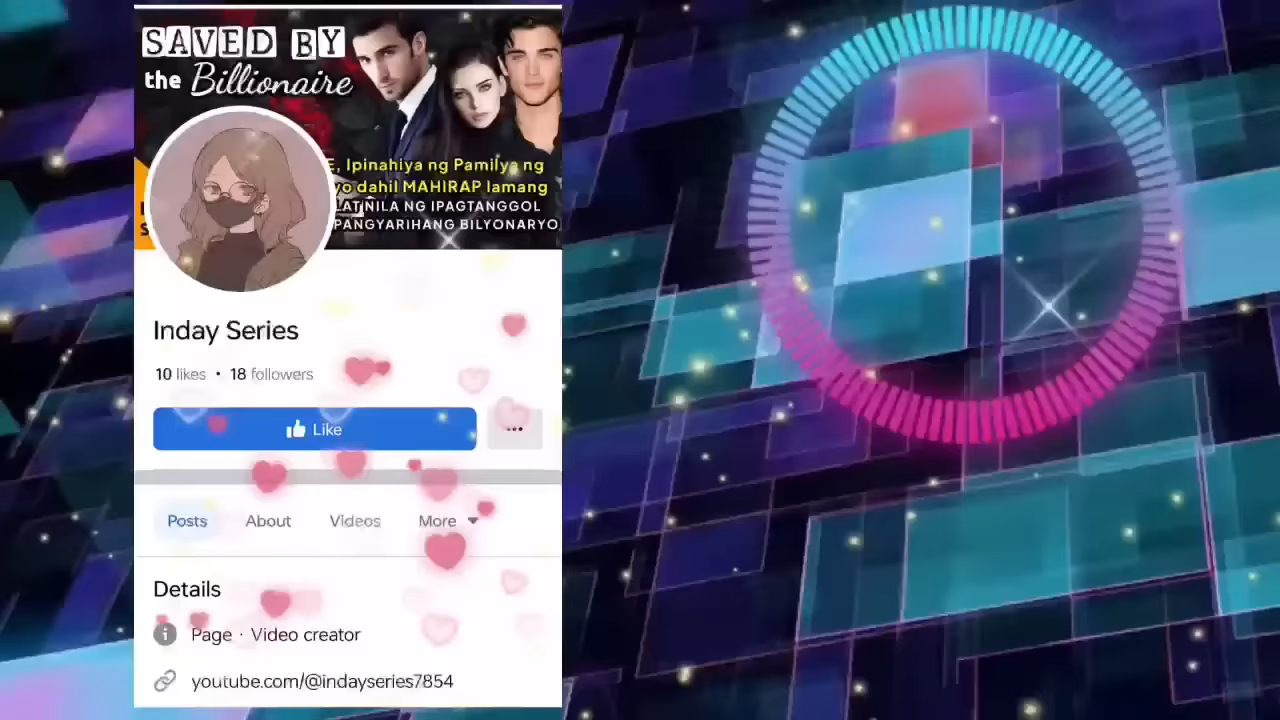 SAVED BY
the Billionaire
E, Ipinahiya ng Pamilya ng
yo dahil MAHIRAP lamang
LAT NILA NG IPAGTANGGOL
PANGYARIHANG BILYONARYO
Inday Series
10 likes • 18 followers
Like
...
Posts About Videos More
Details
Page · Video creator
youtube.com/@indayseries7854